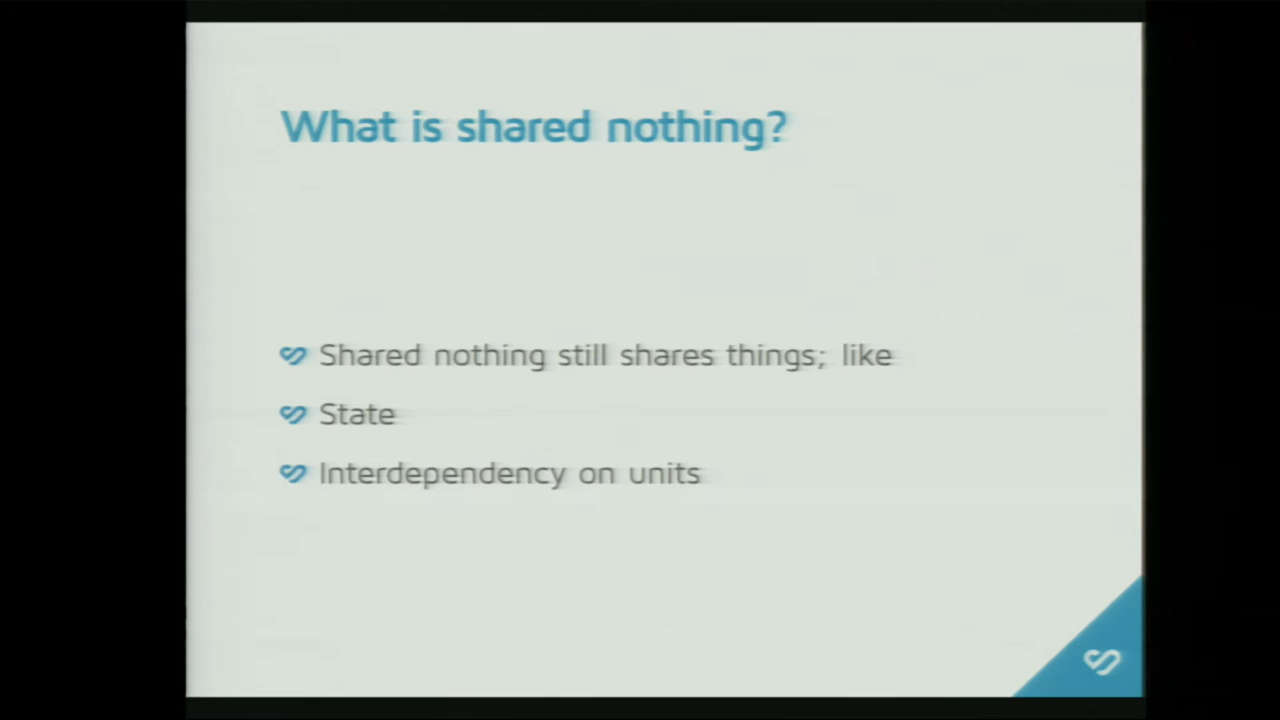 What is shared nothing?
Shared nothing still shares things; like
State
Interdependency on units